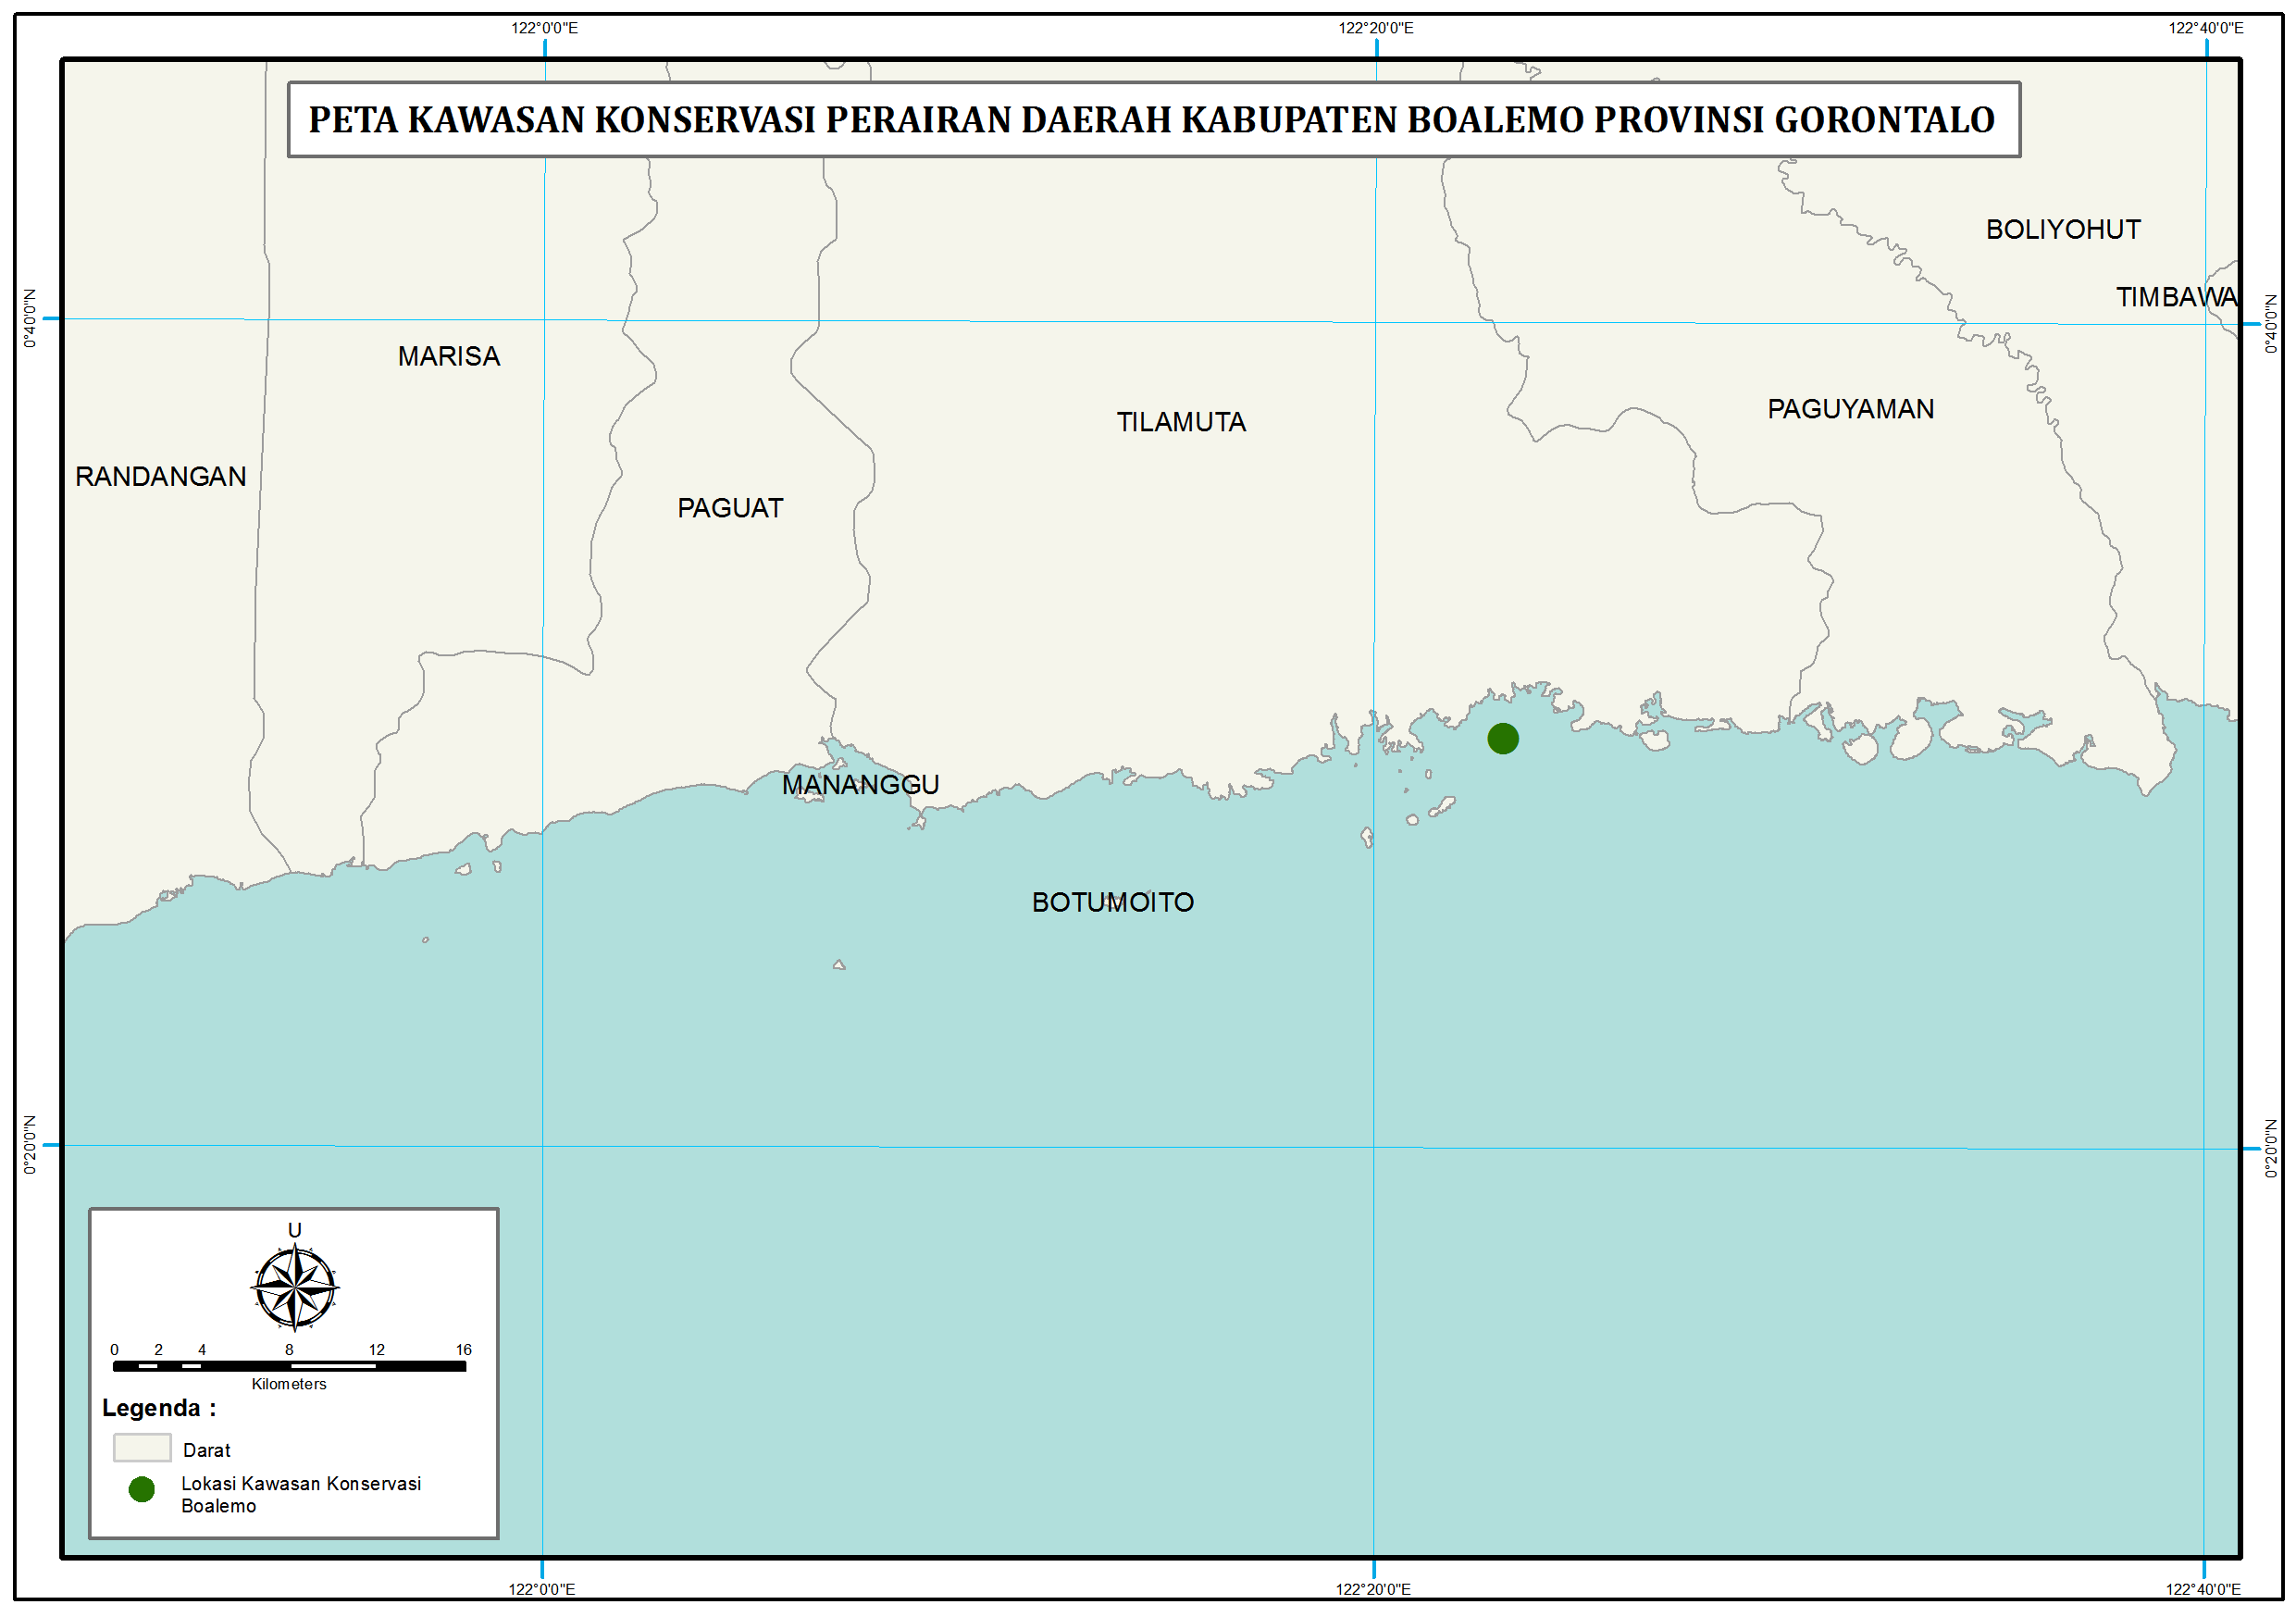 122°0'0"E
122°20'0"E
122°40'0"E
PETA KAWASAN KONSERVASI PERAIRAN DAERAH KABUPATEN BOALEMO PROVINSI GORONTALO
BOLIYOHUT
TIMBAWA
0°40'0"N
0°40'0"N
MARISA
PAGUYAMAN
TILAMUTA
RANDANGAN
PAGUAT
MANANGGU
BOTUMOITO
0°20'0"N
0°20'0"N
U
0 2 4 8 12 16
Kilometers
Legenda :
Darat
Lokasi Kawasan Konservasi
Boalemo
122°0'0"E
122°20'0"E
122°40'0"E